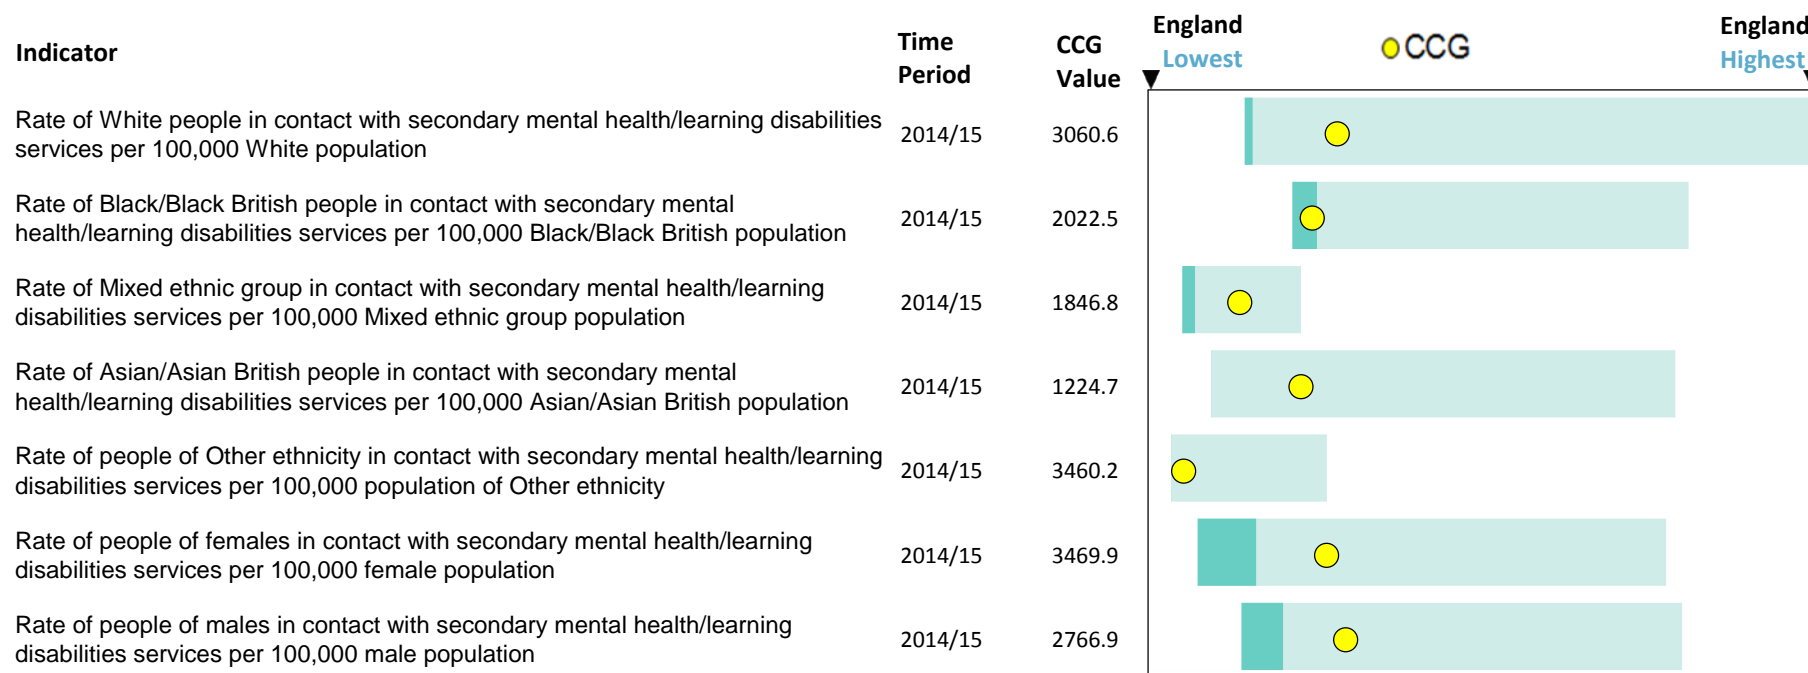 Indicator
Time Period
CCG Value
England Lowest
CCG
England Highest
Rate of White people in contact with secondary mental health/learning disabilities
services per 100,000 White population
2014/15
3060.6
Rate of Black/Black British people in contact with secondary mental
health/learning disabilities services per 100,000 Black/Black British population
2014/15
2022.5
Rate of Mixed ethnic group in contact with secondary mental health/learning
disabilities services per 100,000 Mixed ethnic group population
2014/15
1846.8
Rate of Asian/Asian British people in contact with secondary mental
health/learning disabilities services per 100,000 Asian/Asian British population
2014/15
1224.7
Rate of people of Other ethnicity in contact with secondary mental health/learning
disabilities services per 100,000 population of Other ethnicity
2014/15
3460.2
Rate of people of females in contact with secondary mental health/learning
disabilities services per 100,000 female population
2014/15
3469.9
Rate of people of males in contact with secondary mental health/learning
disabilities services per 100,000 male population
2014/15
2766.9